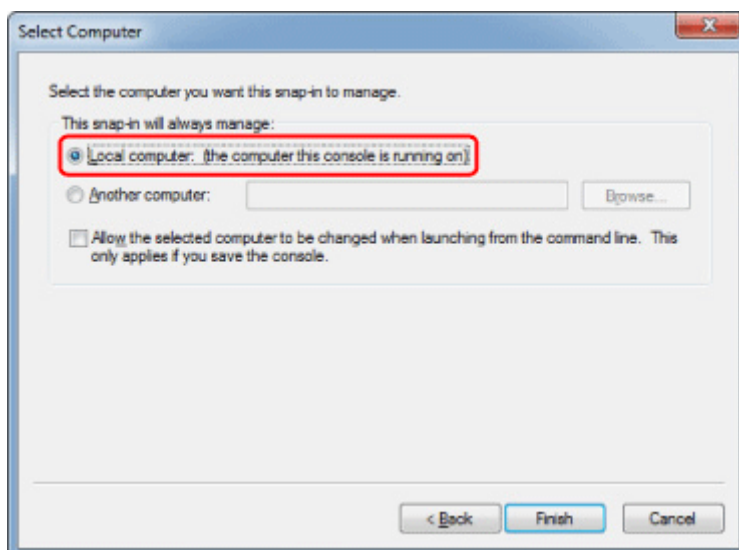 Select Computer
Select the computer you want this snap-in to manage.
This snap-in will always manage:
Local computer: (the computer this console is running on)
Another computer:
Browse...
Allow the selected computer to be changed when launching from the command line. This
only applies if you save the console.
< Back
Finish
Cancel